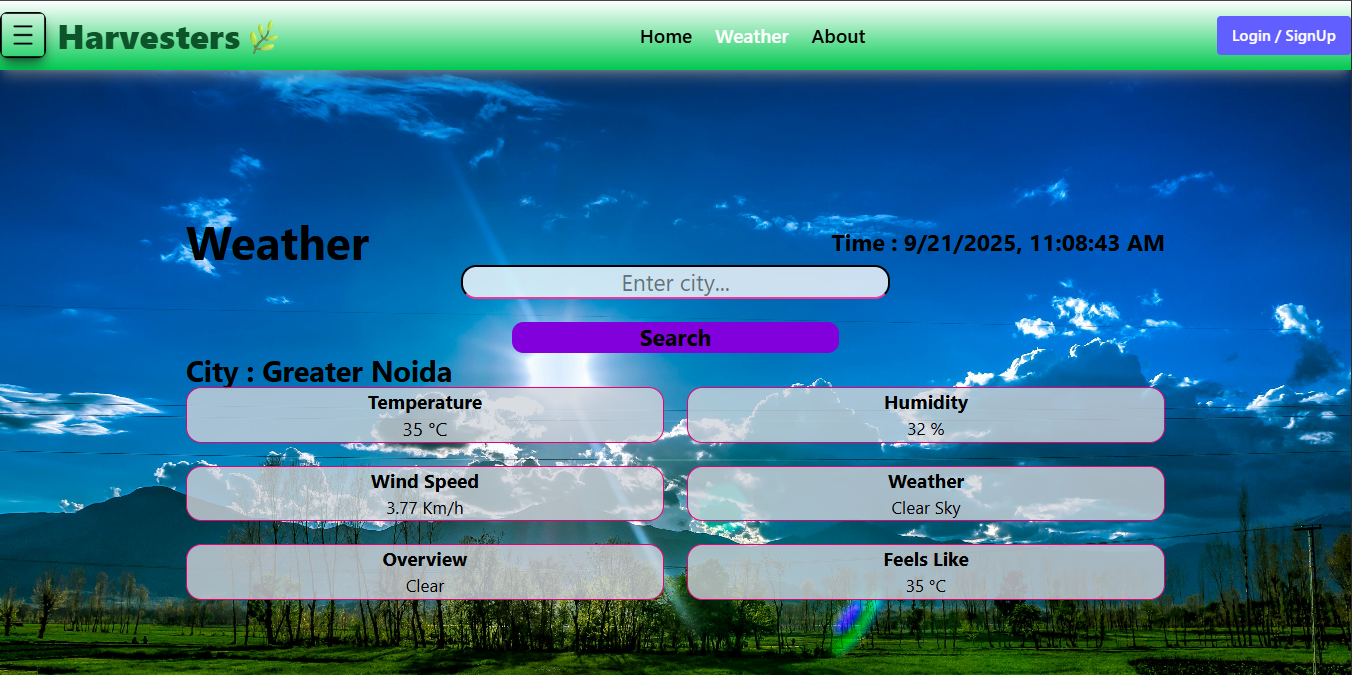 Harvesters
Home Weather About
Login / SignUp
Weather
Time : 9/21/2025, 11:08:43 AM
Enter city...
Search
City : Greater Noida
Temperature
35 °C
Humidity
32 %
Wind Speed
3.77 Km/h
Weather
Clear Sky
Overview
Clear
Feels Like
35 °C